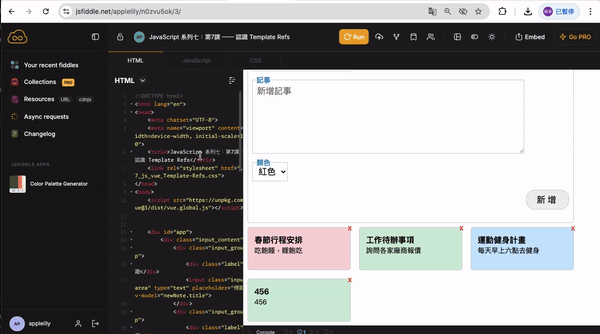 jsfiddle.net/applelily/n0zvu5ok/3/
已暫停
AP
JavaScript 系列七：第7課 —— 認識 Template Refs
Run
Embed
Go PRO
Your recent fiddles
Collections PRO
Resources URL cdnjs
Async requests
Changelog
JSFIDDLE APPS
Color Palette Generator
AP
applelily
HTML
JavaScript
CSS
HTML
<!DOCTYPE html>
<html lang="en">
<head>
<meta charset="UTF-8">
<meta name="viewport" content=
idth=device-width, initial-scale=1
0">
<title>JavaScript 系列七：第7課
認識 Template Refs</title>
<link rel="stylesheet" href=
7_js_vue_Template-Refs.css">
</head>
<body>
<script src="https://unpkg.com
ue@3/dist/vue.global.js"></script>
<div id="app">
<div class="input_content
<div class="input_grou
p">
<div class="label"
題</div>
<input class="inpu
area" type="text" placeholder="標題
v-model="newNote.title">
</div>
<div class="input_grou
p">
<div class="label"
記事
新增記事
顏色
紅色
新 增
春節行程安排
吃飽睡，睡飽吃
x
工作待辦事項
詢問各家廠商報價
x
運動健身計畫
每天早上六點去健身
x
456
456
x
Console